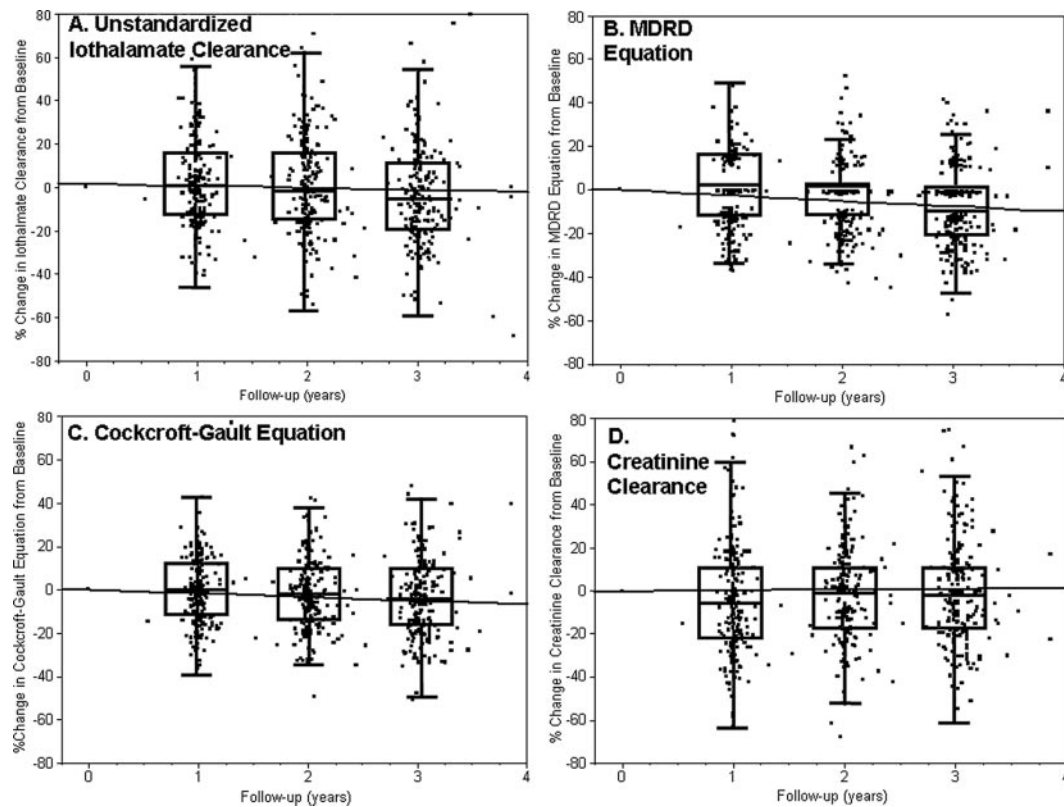 A. Unstandardized
Iothalamate Clearance
% Change in Iothalamate Clearance from Baseline
80
60
40
20
0
-20
-40
-60
-80
0 1 2 3 4
Follow-up (years)
B. MDRD
Equation
% Change in MDRD Equation from Baseline
80
60
40
20
0
-20
-40
-60
-80
0 1 2 3 4
Follow-up (years)
C. Cockcroft-Gault Equation
%Change in Cockcroft-Gault Equation from Baseline
80
60
40
20
0
-20
-40
-60
-80
0 1 2 3 4
Follow-up (years)
D.
Creatinine
Clearance
% Change in Creatinine Clearance from Baseline
80
60
40
20
0
-20
-40
-60
-80
0 1 2 3 4
Follow-up (years)